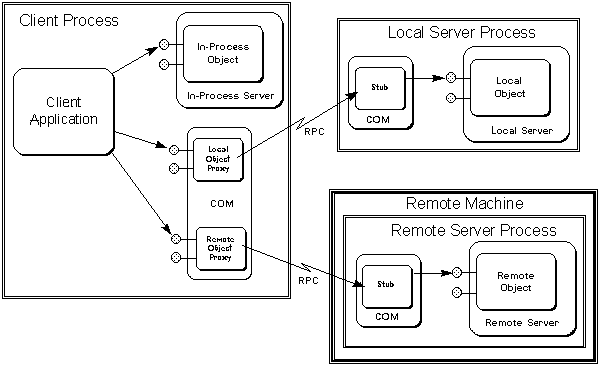 Client Process
In-Process
Object
In-Process Server
Client
Application
Local
Object
Proxy
COM
Remote
Object
Proxy
RPC
RPC
Local Server Process
Stub
COM
Local
Object
Local Server
Remote Machine
Remote Server Process
Stub
COM
Remote
Object
Remote Server